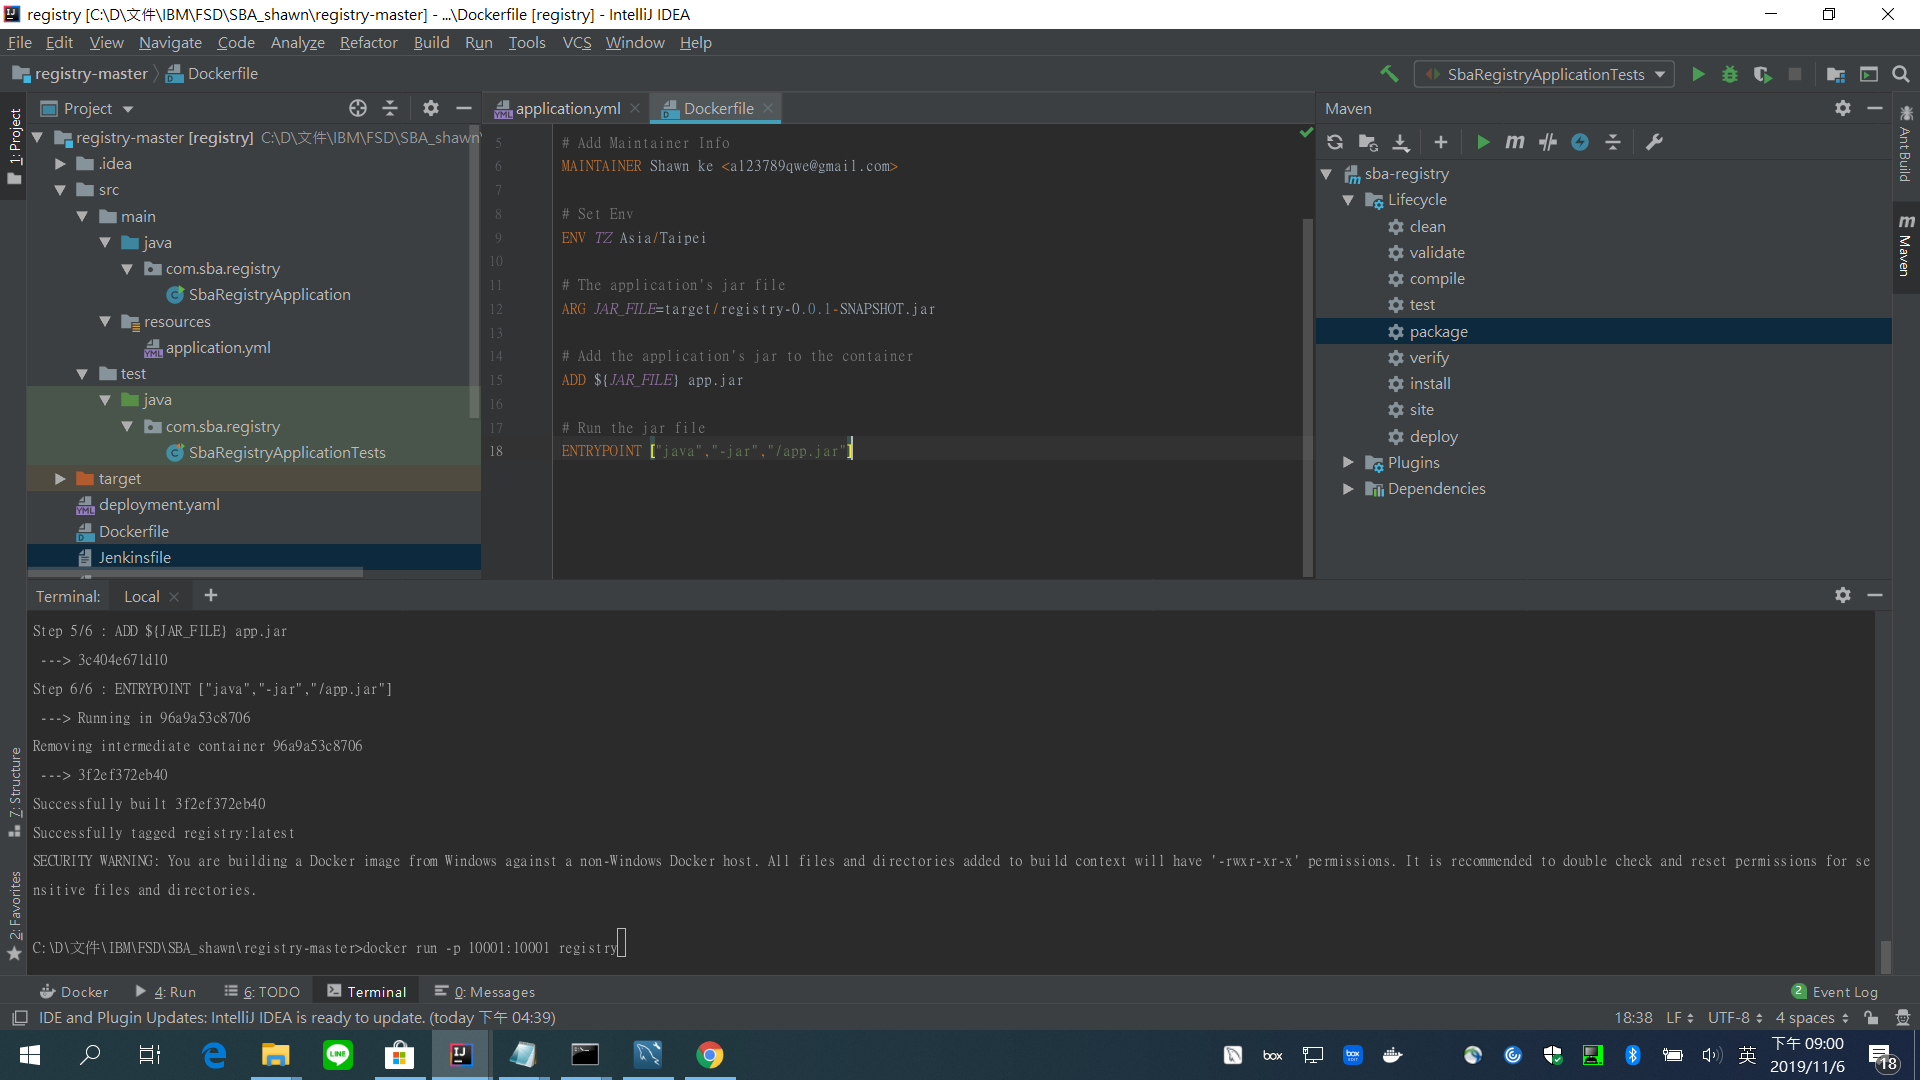 registry [C:\D\文件\IBM\FSD\SBA_shawn\registry-master] - ...\Dockerfile [registry] - IntelliJ IDEA
File Edit View Navigate Code Analyze Refactor Build Run Tools VCS Window Help
registry-master Dockerfile
SbaRegistryApplicationTests
1: Project
Project
registry-master [registry] C:\D\文件\IBM\FSD\SBA_shawn\
.idea
src
main
java
com.sba.registry
SbaRegistryApplication
resources
application.yml
test
java
com.sba.registry
SbaRegistryApplicationTests
target
deployment.yaml
Dockerfile
Jenkinsfile
application.yml Dockerfile
5 # Add Maintainer Info
6 MAINTAINER Shawn ke <a123789qwe@gmail.com>
7
8 # Set Env
9 ENV TZ Asia/Taipei
10
11 # The application's jar file
12 ARG JAR_FILE=target/registry-0.0.1-SNAPSHOT.jar
13
14 # Add the application's jar to the container
15 ADD ${JAR_FILE} app.jar
16
17 # Run the jar file
18 ENTRYPOINT ["java","-jar","/app.jar"]
Maven
sba-registry
Lifecycle
clean
validate
compile
test
package
verify
install
site
deploy
Plugins
Dependencies
Ant Build
Maven
Terminal: Local
Step 5/6 : ADD ${JAR_FILE} app.jar
---> 3c404e671d10
Step 6/6 : ENTRYPOINT ["java","-jar","/app.jar"]
---> Running in 96a9a53c8706
Removing intermediate container 96a9a53c8706
---> 3f2ef372eb40
Successfully built 3f2ef372eb40
Successfully tagged registry:latest
SECURITY WARNING: You are building a Docker image from Windows against a non-Windows Docker host. All files and directories added to build context will have '-rwxr-xr-x' permissions. It is recommended to double check and reset permissions for se
nsitive files and directories.
C:\D\文件\IBM\FSD\SBA_shawn\registry-master>docker run -p 10001:10001 registry
7: Structure
2: Favorites
Docker 4: Run 6: TODO Terminal 0: Messages
2 Event Log
IDE and Plugin Updates: IntelliJ IDEA is ready to update. (today 下午 04:39)
18:38 LF UTF-8 4 spaces
LINE
box
英
下午 09:00
2019/11/6
18